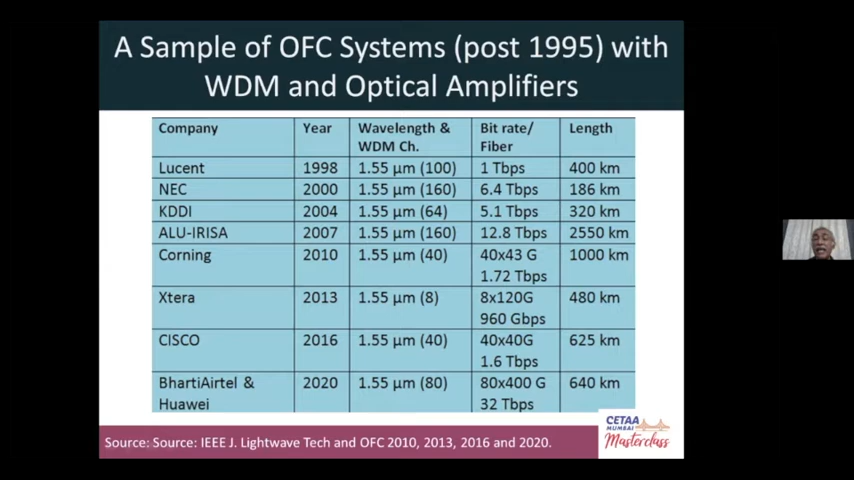 A Sample of OFC Systems (post 1995) with
WDM and Optical Amplifiers
Company Year Wavelength & WDM Ch. Bit rate/ Fiber Length
Lucent 1998 1.55 µm (100) 1 Tbps 400 km
NEC 2000 1.55 µm (160) 6.4 Tbps 186 km
KDDI 2004 1.55 µm (64) 5.1 Tbps 320 km
ALU-IRISA 2007 1.55 µm (160) 12.8 Tbps 2550 km
Corning 2010 1.55 µm (40) 40x43 G 1.72 Tbps 1000 km
Xtera 2013 1.55 µm (8) 8x120G 960 Gbps 480 km
CISCO 2016 1.55 µm (40) 40x40G 1.6 Tbps 625 km
BhartiAirtel & Huawei 2020 1.55 µm (80) 80x400 G 32 Tbps 640 km
Source: Source: IEEE J. Lightwave Tech and OFC 2010, 2013, 2016 and 2020.
CETAA
MUMBAI
Masterclass